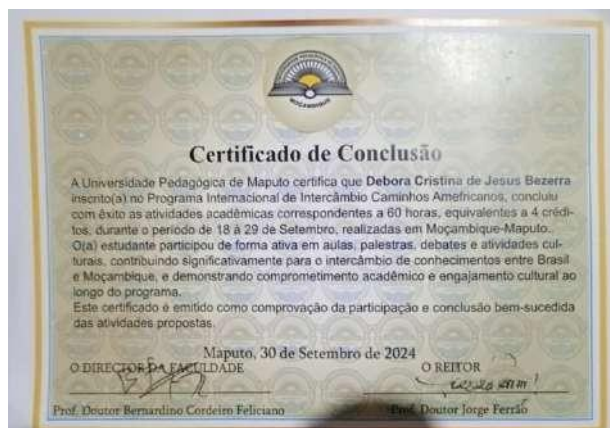 MOÇAMBIQUE
Certificado de Conclusão
A Universidade Pedagógica de Maputo certifica que Debora Cristina de Jesus Bezerra
inscrito(a) no Programa Internacional de Intercâmbio Caminhos Amefricanos, concluiu
com êxito as atividades acadêmicas correspondentes a 60 horas, equivalentes a 4 crédi-
tos, durante o período de 18 à 29 de Setembro, realizadas em Moçambique-Maputo.
O(a) estudante participou de forma ativa em aulas, palestras, debates e atividades cul-
turais, contribuindo significativamente para o intercâmbio de conhecimentos entre Brasil
e Moçambique, e demonstrando comprometimento acadêmico e engajamento cultural ao
longo do programa.
Este certificado é emitido como comprovação da participação e conclusão bem-sucedida
das atividades propostas.
Maputo, 30 de Setembro de 2024
O DIRECTOR DA FACULDADE
O REITOR
Prof. Doutor Bernardino Cordeiro Feliciano
Prof. Doutor Jorge Ferrão